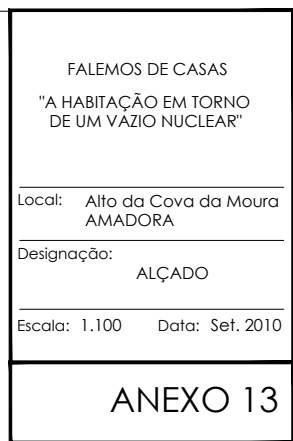 FALEMOS DE CASAS
"A HABITAÇÃO EM TORNO
DE UM VAZIO NUCLEAR"
Local: Alto da Cova da Moura
AMADORA
Designação:
ALÇADO
Escala: 1.100 Data: Set. 2010
ANEXO 13